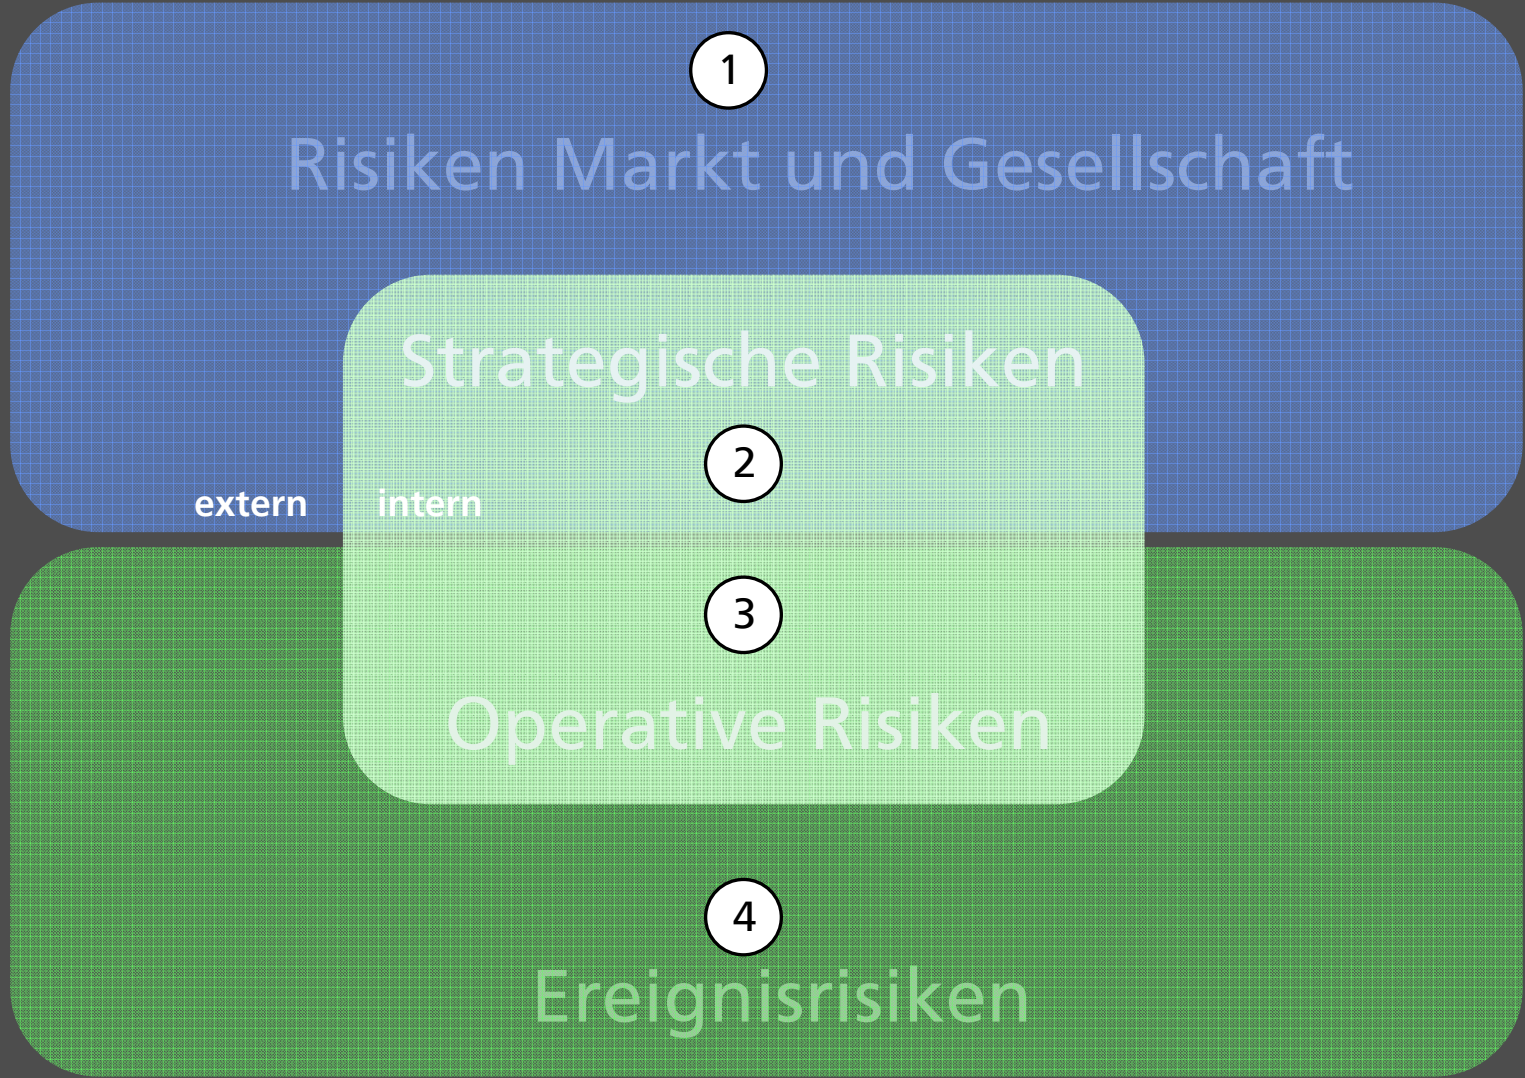 1
Risiken Markt und Gesellschaft
Strategische Risiken
2
extern intern
3
Operative Risiken
4
Ereignisrisiken